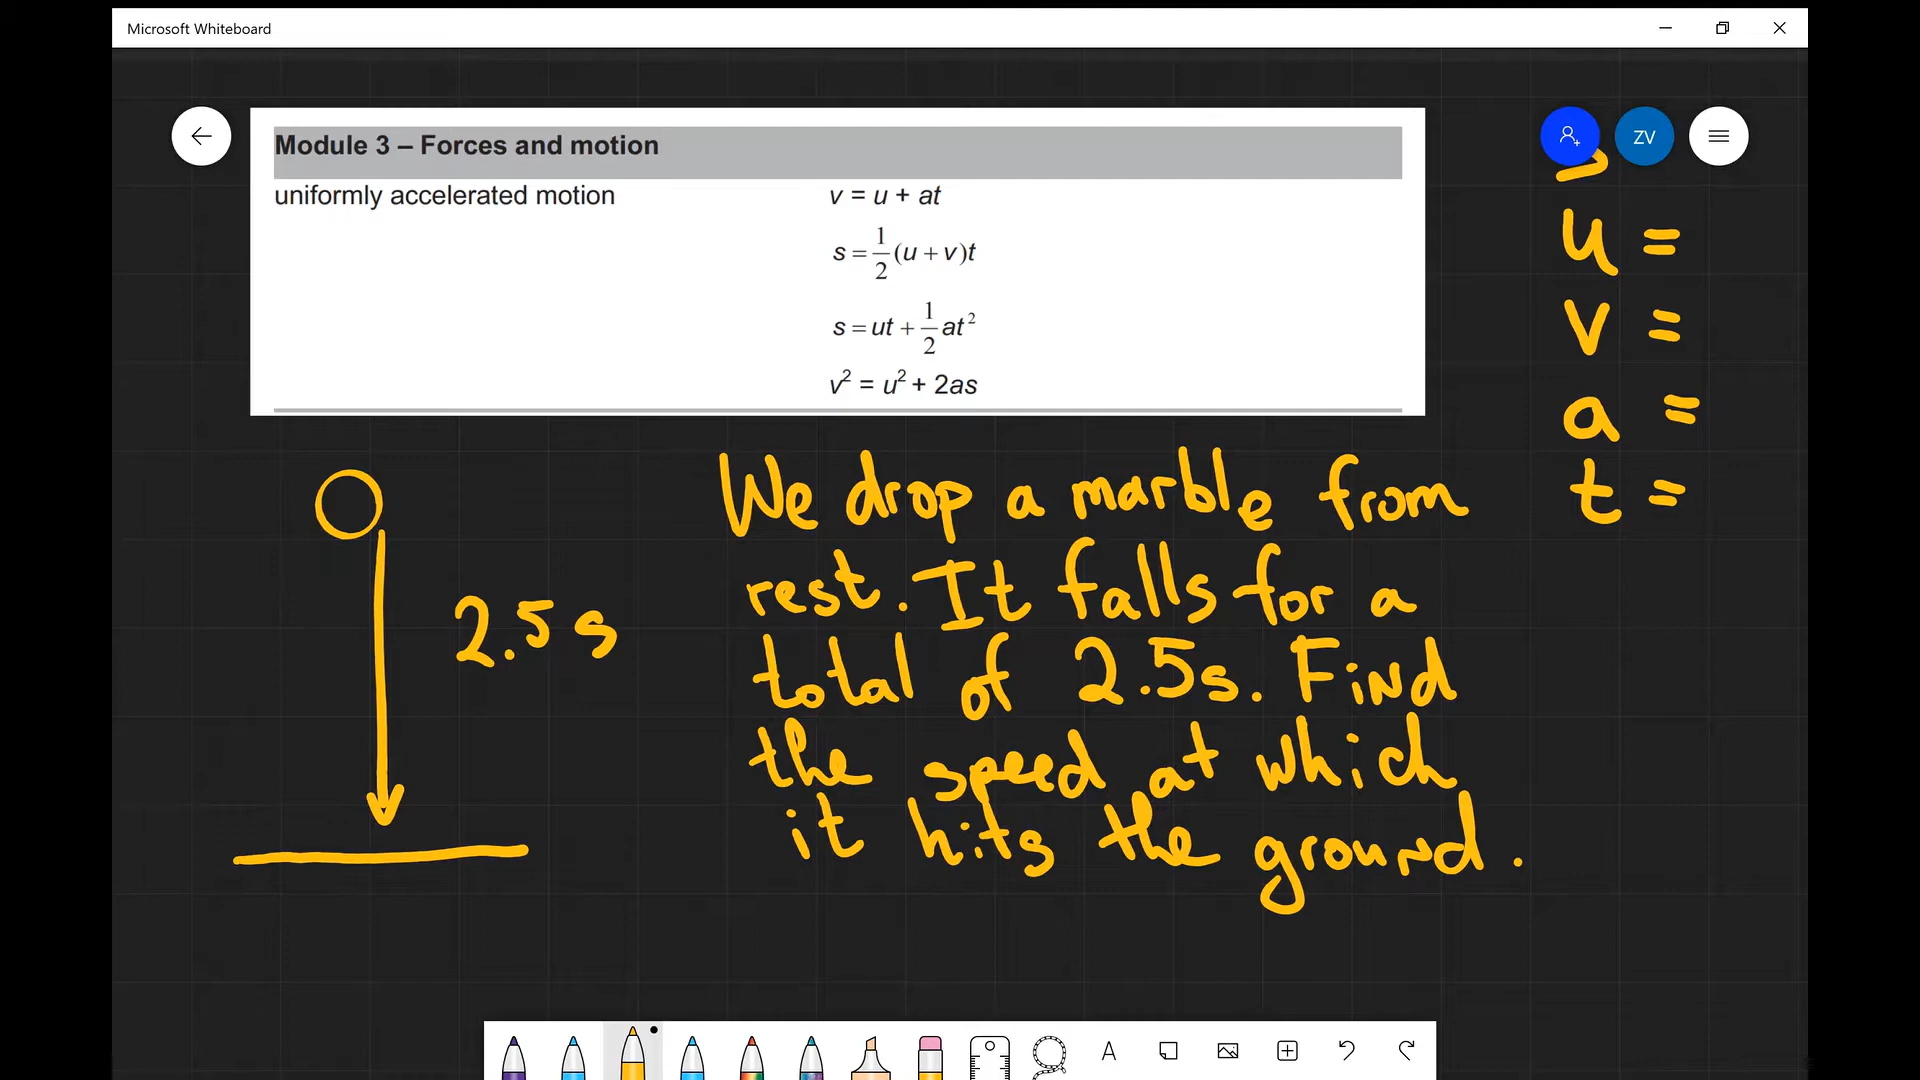 Microsoft Whiteboard
Module 3 – Forces and motion
ZV
uniformly accelerated motion
v = u + at
s = 1/2 (u + v)t
s = ut + 1/2 at²
v² = u² + 2as
u =
v =
a =
t =
We drop a marble from
rest. It falls for a
total of 2.5s. Find
the speed at which
it hits the ground.
2.5 s
A